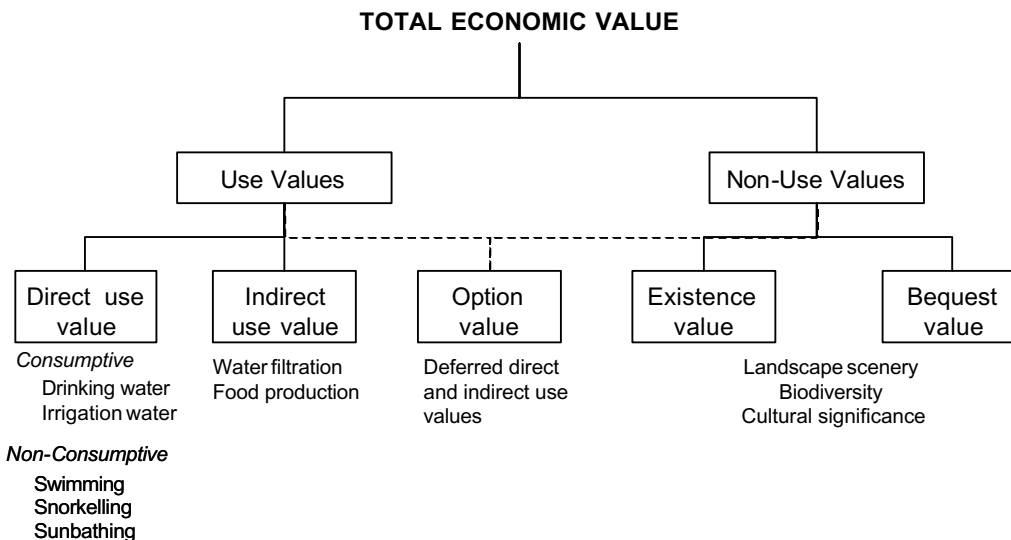 TOTAL ECONOMIC VALUE
Use Values
Non-Use Values
Direct use
value
Indirect
use value
Option
value
Existence
value
Bequest
value
Consumptive
Drinking water
Irrigation water
Non-Consumptive
Swimming
Snorkelling
Sunbathing
Water filtration
Food production
Deferred direct
and indirect use
values
Landscape scenery
Biodiversity
Cultural significance